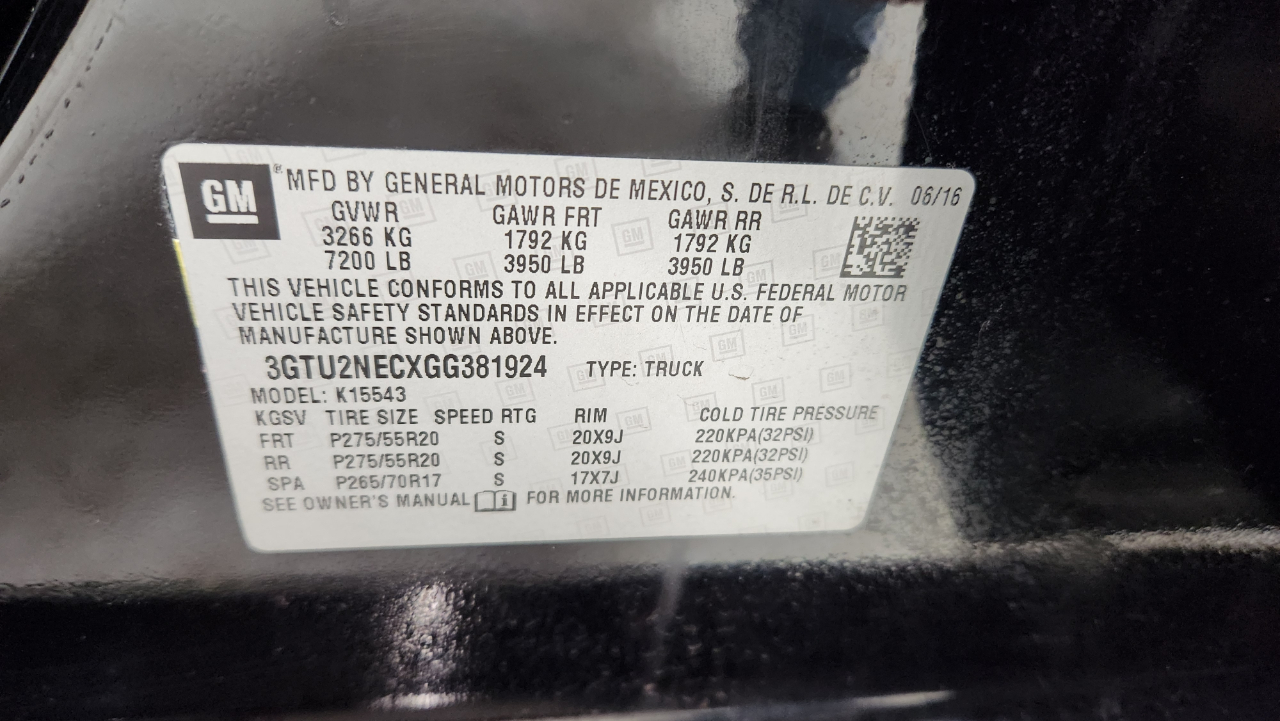 GM
® MFD BY GENERAL MOTORS DE MEXICO, S. DE R.L. DE C.V. 06/16
GVWR GAWR FRT GAWR RR
3266 KG 1792 KG 1792 KG
7200 LB 3950 LB 3950 LB
THIS VEHICLE CONFORMS TO ALL APPLICABLE U.S. FEDERAL MOTOR
VEHICLE SAFETY STANDARDS IN EFFECT ON THE DATE OF
MANUFACTURE SHOWN ABOVE.
3GTU2NECXGG381924 TYPE: TRUCK
MODEL: K15543
KGSV TIRE SIZE SPEED RTG RIM COLD TIRE PRESSURE
FRT P275/55R20 S 20X9J 220KPA(32PSI)
RR P275/55R20 S 20X9J 220KPA(32PSI)
SPA P265/70R17 S 17X7J 240KPA(35PSI)
SEE OWNER'S MANUAL FOR MORE INFORMATION.